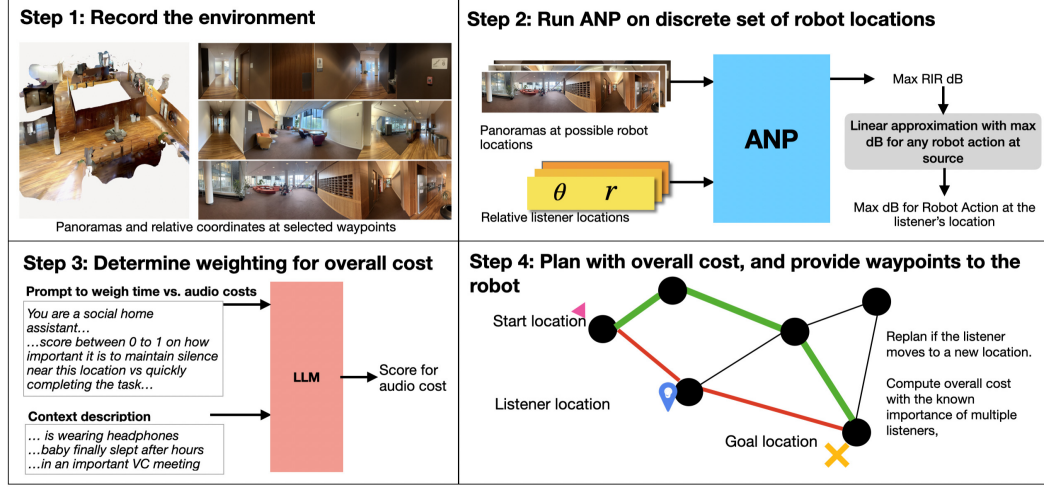 Step 1: Record the environment
Panoramas and relative coordinates at selected waypoints
Step 2: Run ANP on discrete set of robot locations
Panoramas at possible robot
locations
θ r
Relative listener locations
ANP
Max RIR dB
Linear approximation with max
dB for any robot action at
source
Max dB for Robot Action at the
listener's location
Step 3: Determine weighting for overall cost
Prompt to weigh time vs. audio costs
You are a social home
assistant…
…score between 0 to 1 on how
important it is to maintain silence
near this location vs quickly
completing the task…
Context description
… is wearing headphones
…baby finally slept after hours
…in an important VC meeting
LLM
Score for
audio cost
Step 4: Plan with overall cost, and provide waypoints to the
robot
Start location
Listener location
Goal location
Replan if the listener
moves to a new location.
Compute overall cost
with the known
importance of multiple
listeners,